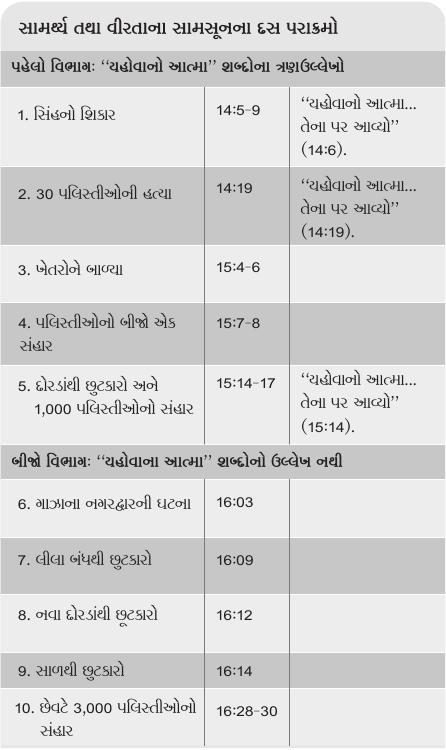 સામર્થ્ય તથા વીરતાના સામસૂનના દસ પરાક્રમો
પહેલો વિભાગઃ “યહોવાનો આત્મા” શબ્દોના ત્રણઉલ્લેખો
1. સિંહનો શિકાર 14:5-9 “યહોવાનો આત્મા...
તેના પર આવ્યો”
(14:6).
2. 30 પલિસ્તીઓની હત્યા 14:19 “યહોવાનો આત્મા...
તેના પર આવ્યો”
(14:19).
3. ખેતરોને બાળ્યા 15:4-6
4. પલિસ્તીઓનો બીજો એક 15:7-8
સંહાર
5. દોરડાંથી છુટકારો અને 15:14-17 “યહોવાનો આત્મા...
1,000 પલિસ્તીઓનો સંહાર તેના પર આવ્યો”
(15:14).
બીજો વિભાગઃ “યહોવાના આત્મા” શબ્દોનો ઉલ્લેખ નથી
6. ગાઝાના નગરદ્વારની ઘટના 16:03
7. લીલા બંધથી છુટકારો 16:09
8. નવા દોરડાંથી છૂટકારો 16:12
9. સાળથી છુટકારો 16:14
10. છેવટે 3,000 પલિસ્તીઓનો 16:28-30
સંહાર